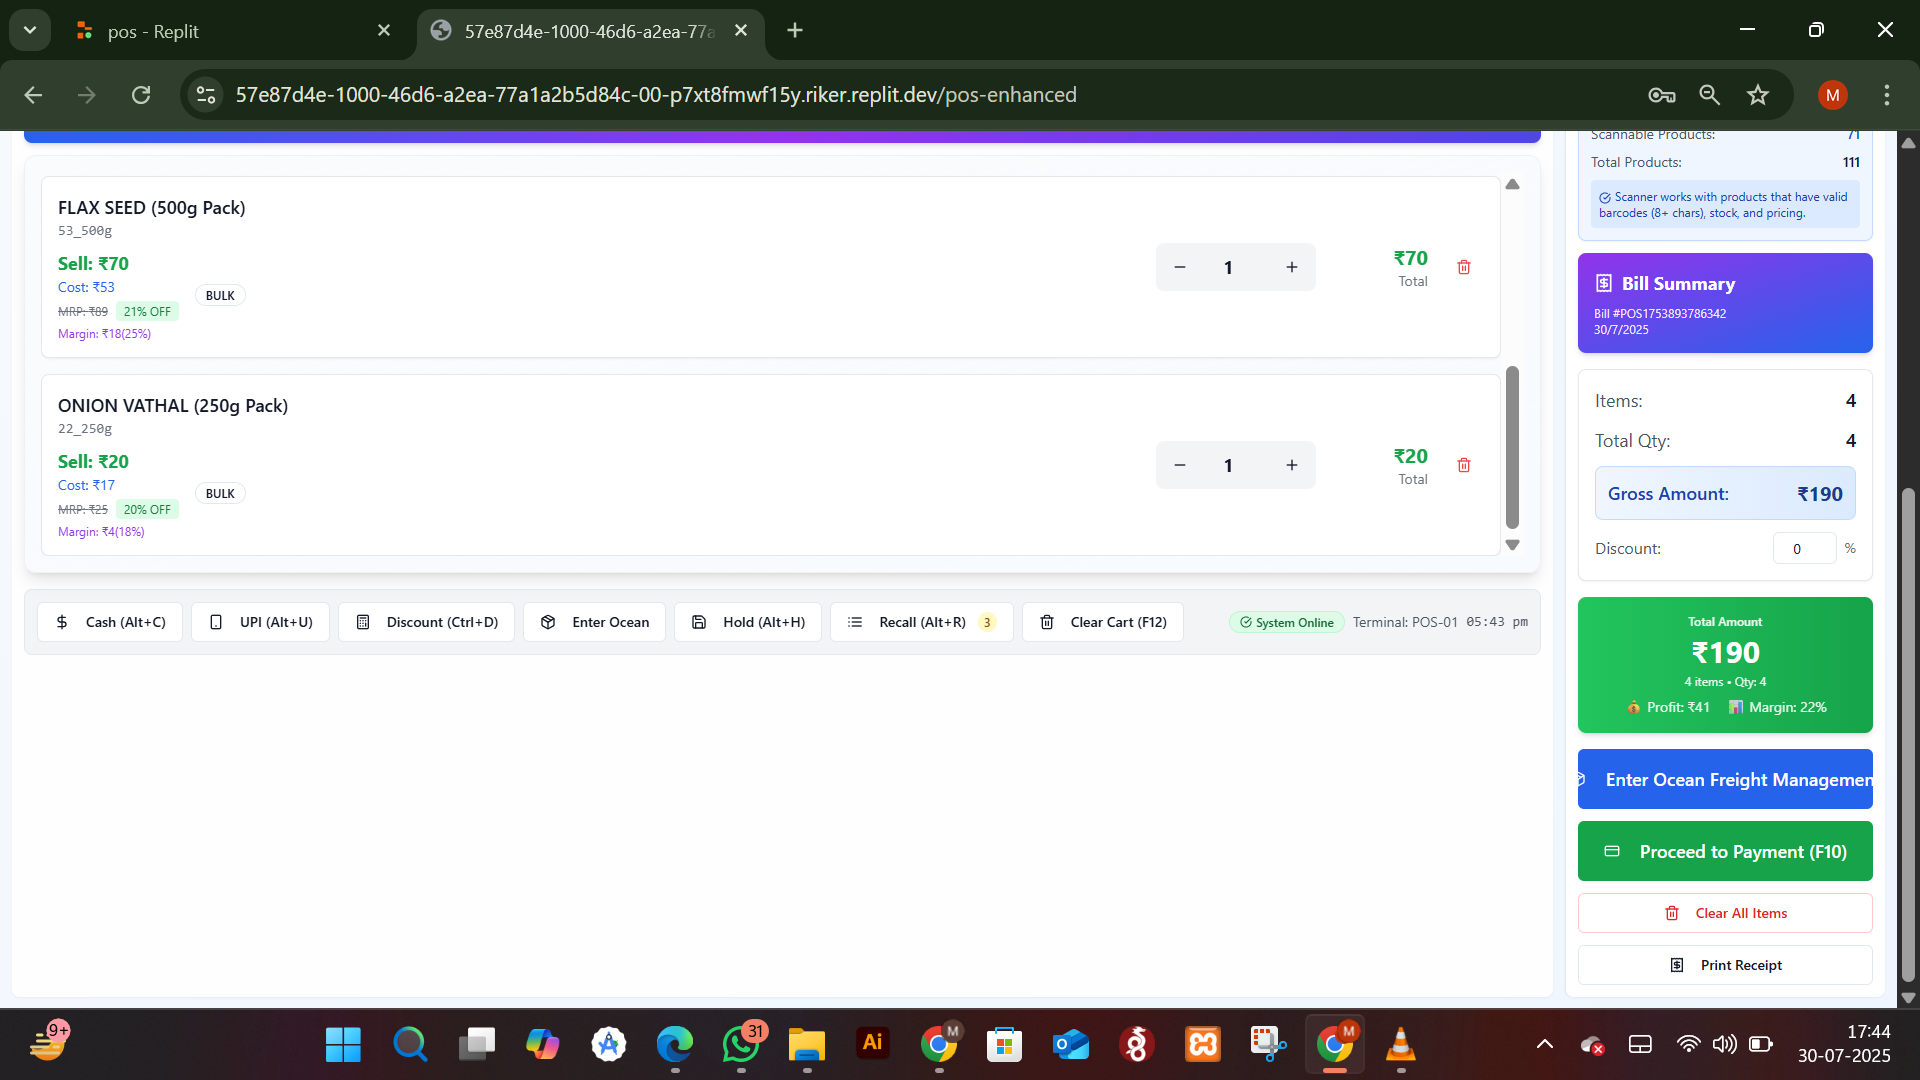 pos - Replit
57e87d4e-1000-46d6-a2ea-77a
57e87d4e-1000-46d6-a2ea-77a1a2b5d84c-00-p7xt8fmwf15y.riker.replit.dev/pos-enhanced
M
FLAX SEED (500g Pack)
53_500g
Sell: ₹70
Cost: ₹53
MRP: ₹89 21% OFF
Margin: ₹18(25%)
BULK
1
₹70
Total
ONION VATHAL (250g Pack)
22_250g
Sell: ₹20
Cost: ₹17
MRP: ₹25 20% OFF
Margin: ₹4(18%)
BULK
1
₹20
Total
Cash (Alt+C)
UPI (Alt+U)
Discount (Ctrl+D)
Enter Ocean
Hold (Alt+H)
Recall (Alt+R) 3
Clear Cart (F12)
System Online
Terminal: POS-01 05:43 pm
Scannable Products: 71
Total Products: 111
Scanner works with products that have valid
barcodes (8+ chars), stock, and pricing.
Bill Summary
Bill #POS1753893786342
30/7/2025
Items: 4
Total Qty: 4
Gross Amount: ₹190
Discount: 0 %
Total Amount
₹190
4 items • Qty: 4
Profit: ₹41 Margin: 22%
Enter Ocean Freight Managemen
Proceed to Payment (F10)
Clear All Items
Print Receipt
9+
31
Ai
M
M
17:44
30-07-2025